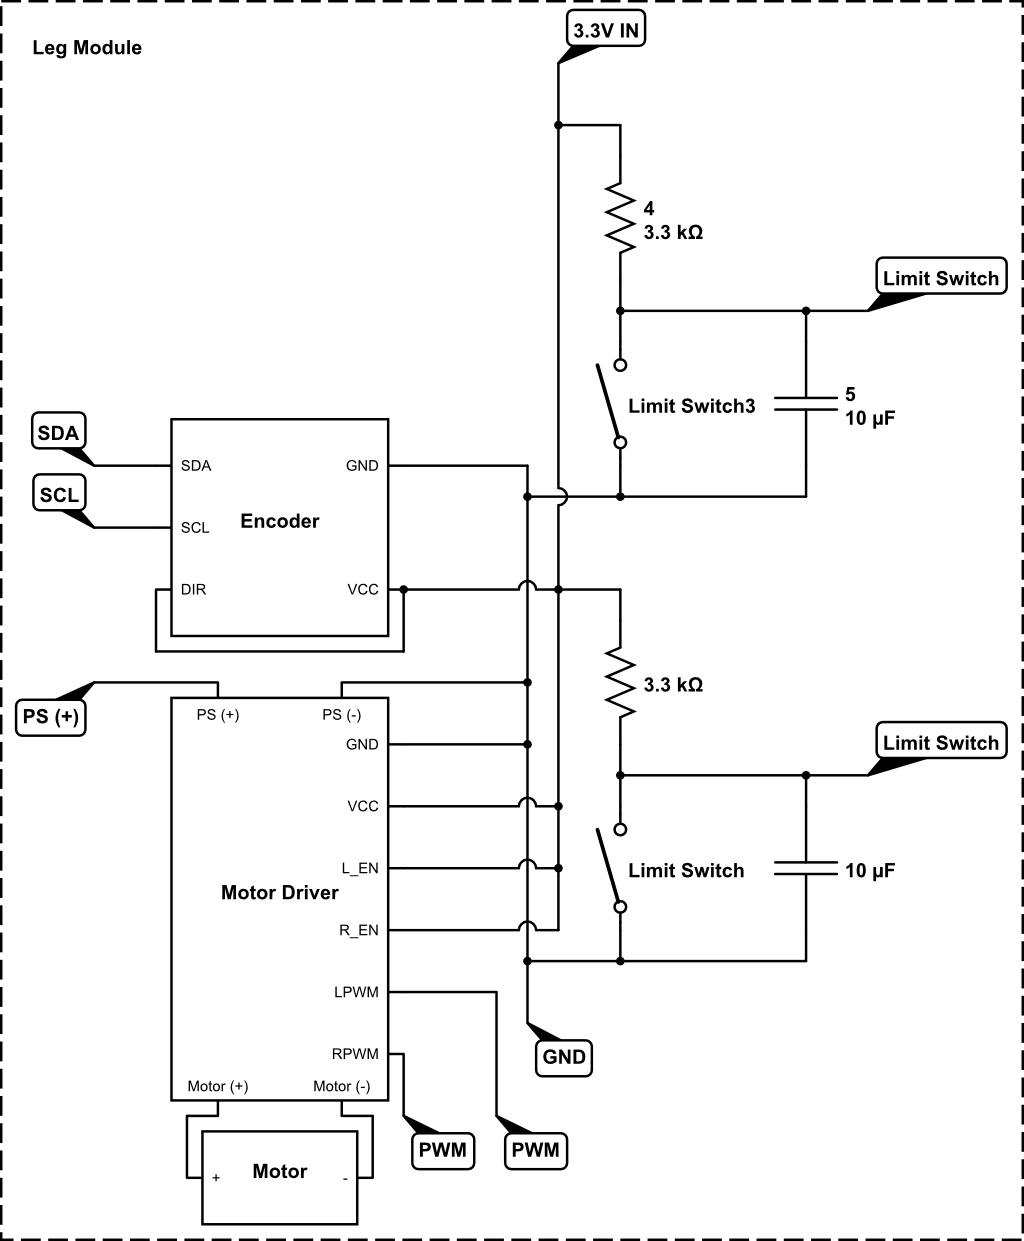 3.3V IN
Leg Module
4
3.3 kΩ
Limit Switch
5
Limit Switch3
10 µF
SDA
SDA
GND
SCL
Encoder
SCL
DIR
VCC
3.3 kΩ
PS (+)
PS (+)
PS (-)
GND
Limit Switch
VCC
L_EN
Limit Switch
10 µF
Motor Driver
R_EN
LPWM
RPWM
GND
Motor (+)
Motor (-)
PWM
PWM
Motor
+
-